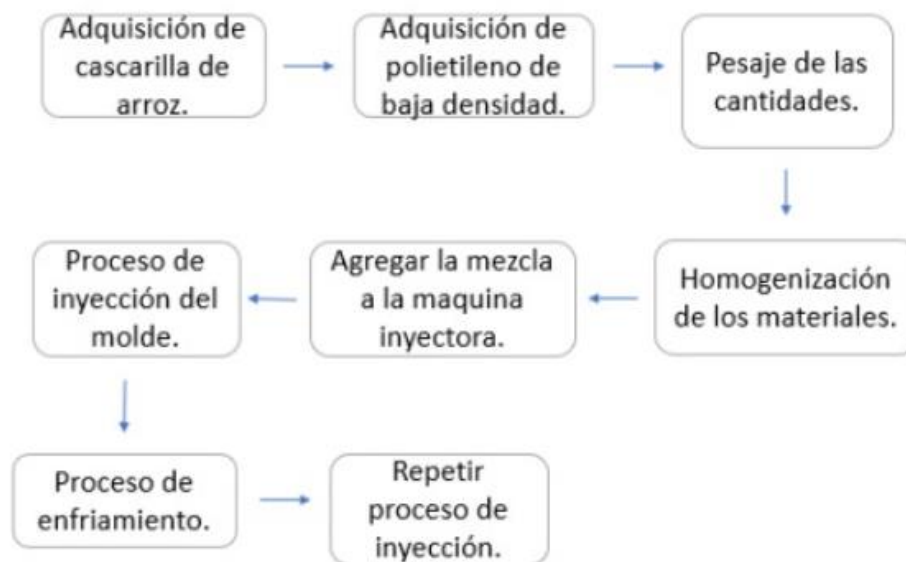 Adquisición de
cascarilla de
arroz.
Adquisición de
polietileno de
baja densidad.
Pesaje de las
cantidades.
Homogenización
de los materiales.
Agregar la mezcla
a la maquina
inyectora.
Proceso de
inyección del
molde.
Proceso de
enfriamiento.
Repetir
proceso de
inyección.